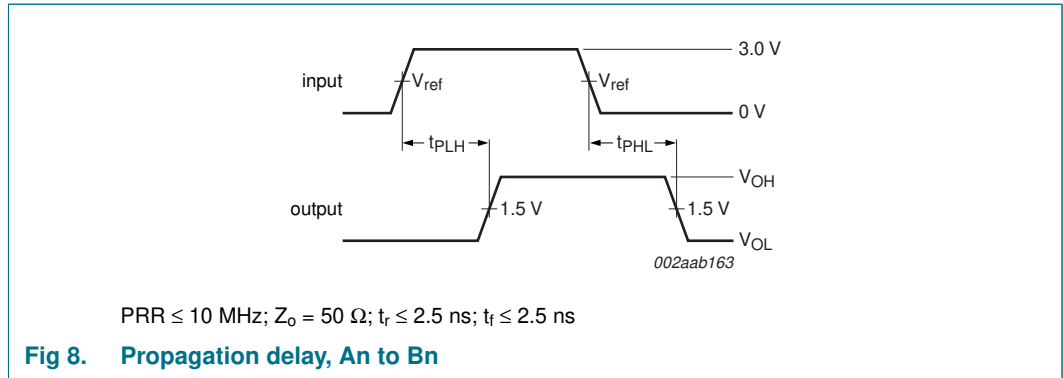 3.0 V
input
Vref
Vref
0 V
tPLH
tPHL
VOH
output
1.5 V
1.5 V
VOL
002aab163
PRR ≤ 10 MHz; Zo = 50 Ω; tr ≤ 2.5 ns; tf ≤ 2.5 ns
Fig 8. Propagation delay, An to Bn